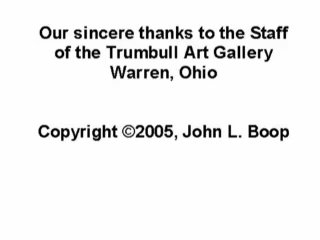 Our sincere thanks to the Staff
of the Trumbull Art Gallery
Warren, Ohio
Copyright ©2005, John L. Boop